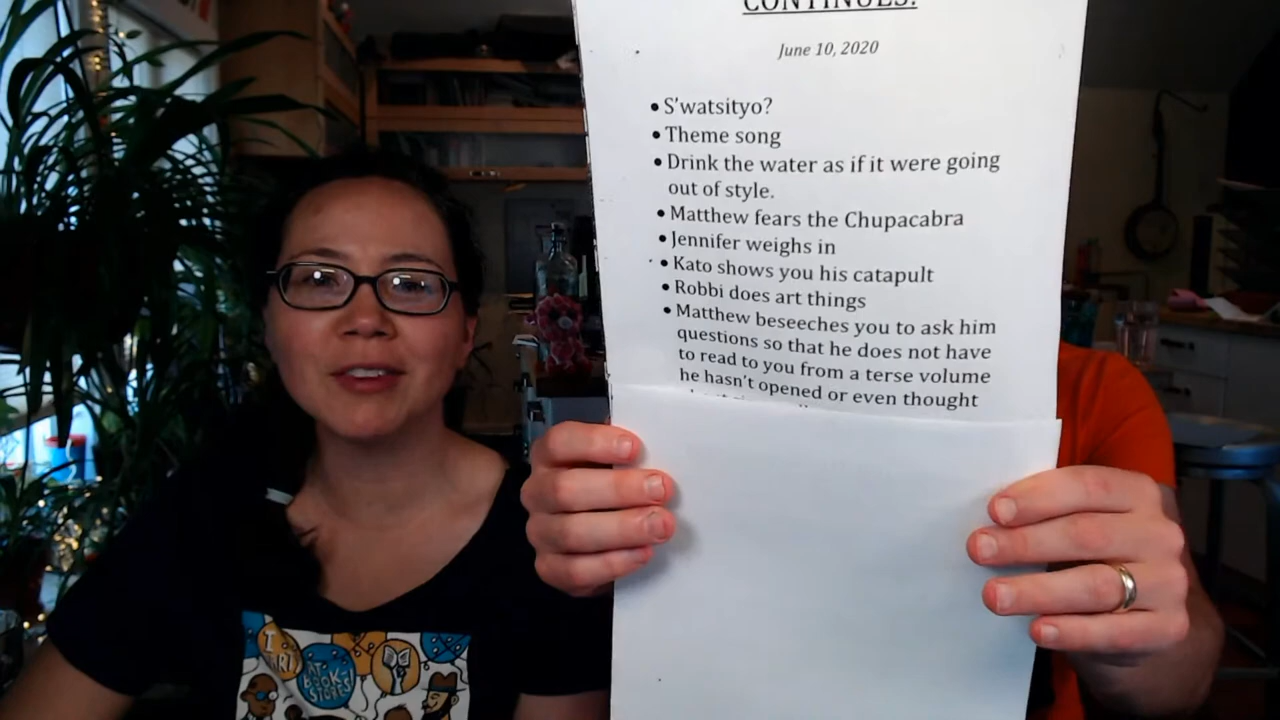 CONTINUES!
June 10, 2020
• S'watsityo?
• Theme song
• Drink the water as if it were going
out of style.
• Matthew fears the Chupacabra
• Jennifer weighs in
• Kato shows you his catapult
• Robbi does art things
• Matthew beseeches you to ask him
questions so that he does not have
to read to you from a terse volume
he hasn't opened or even thought
I
AT
BOOK
STORES